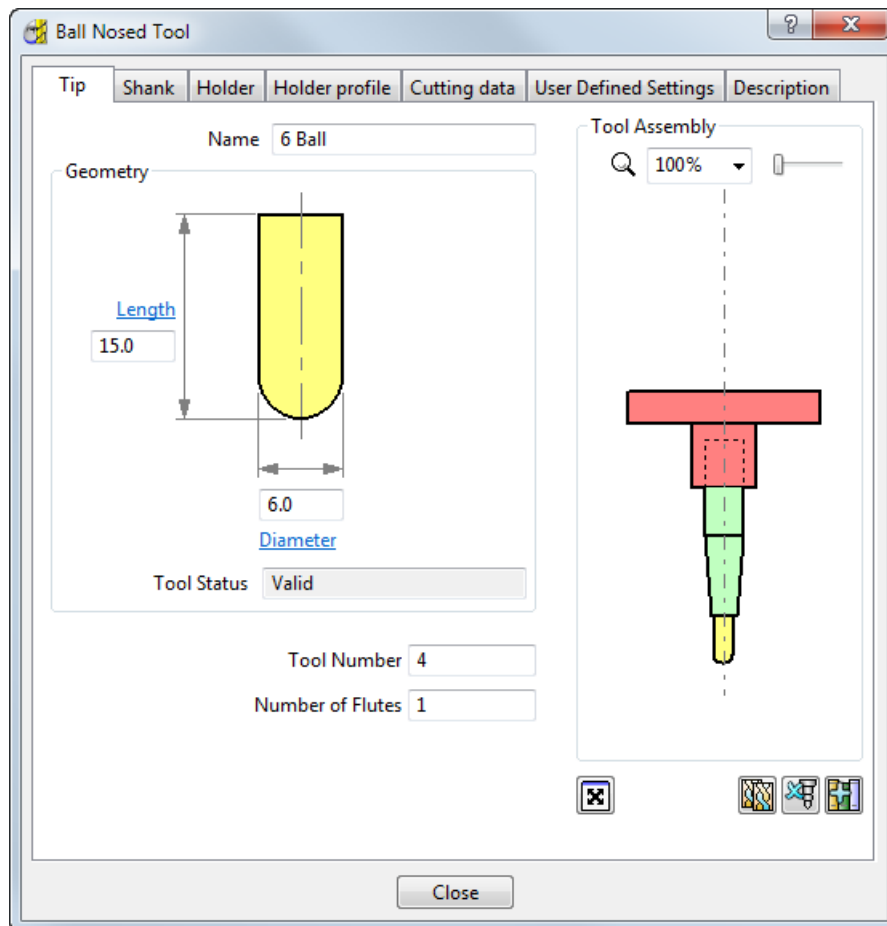 Ball Nosed Tool
?
Tip Shank Holder Holder profile Cutting data User Defined Settings Description
Name 6 Ball
Tool Assembly
100%
Geometry
Length
15.0
6.0
Diameter
Tool Status Valid
Tool Number 4
Number of Flutes 1
Close